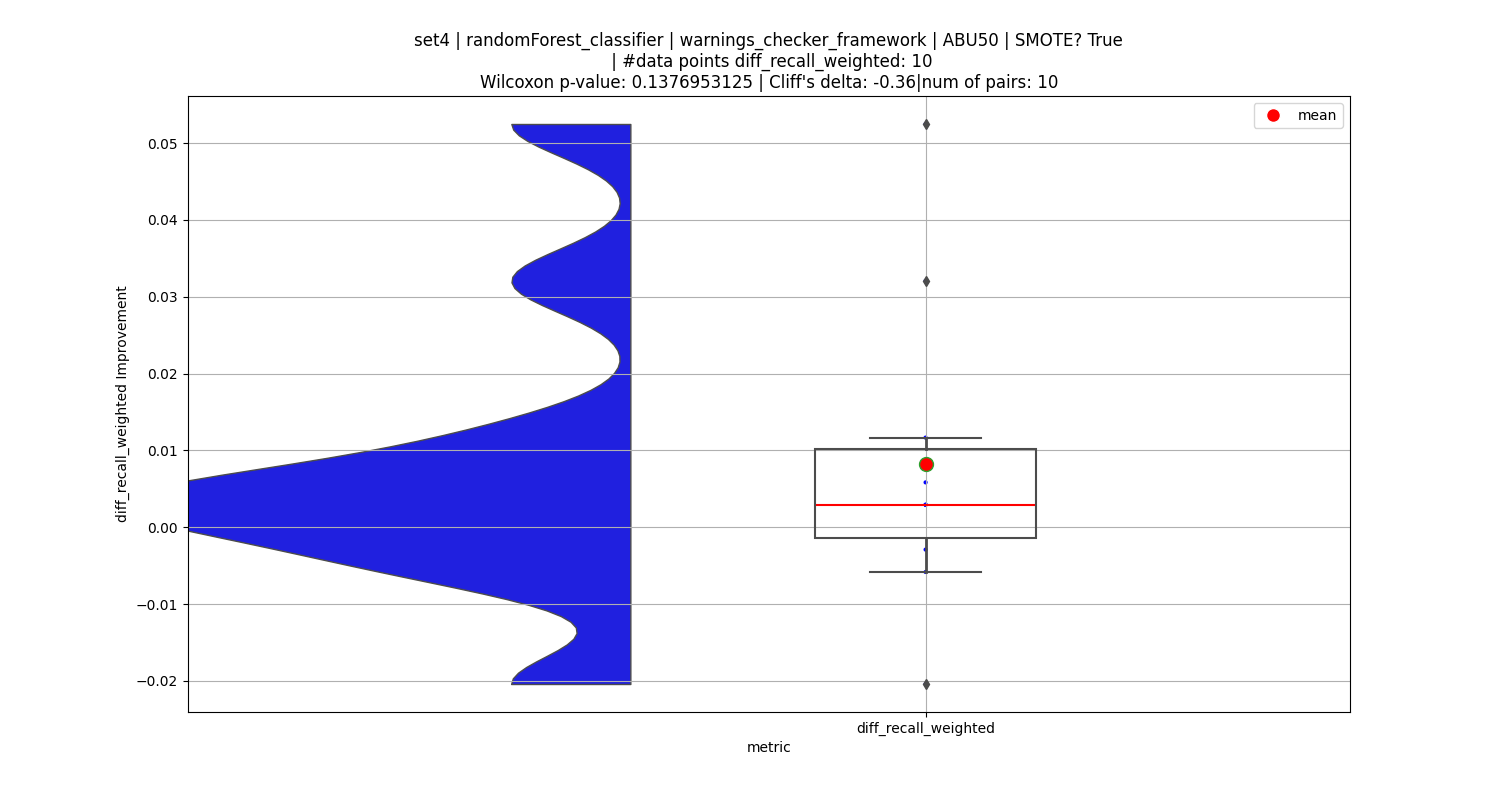 set4 | randomForest_classifier | warnings_checker_framework | ABU50 | SMOTE? True
| #data points diff_recall_weighted: 10
Wilcoxon p-value: 0.1376953125 | Cliff's delta: -0.36|num of pairs: 10
mean
0.05
0.04
0.03
0.02
0.01
0.00
−0.01
−0.02
diff_recall_weighted Improvement
diff_recall_weighted
metric